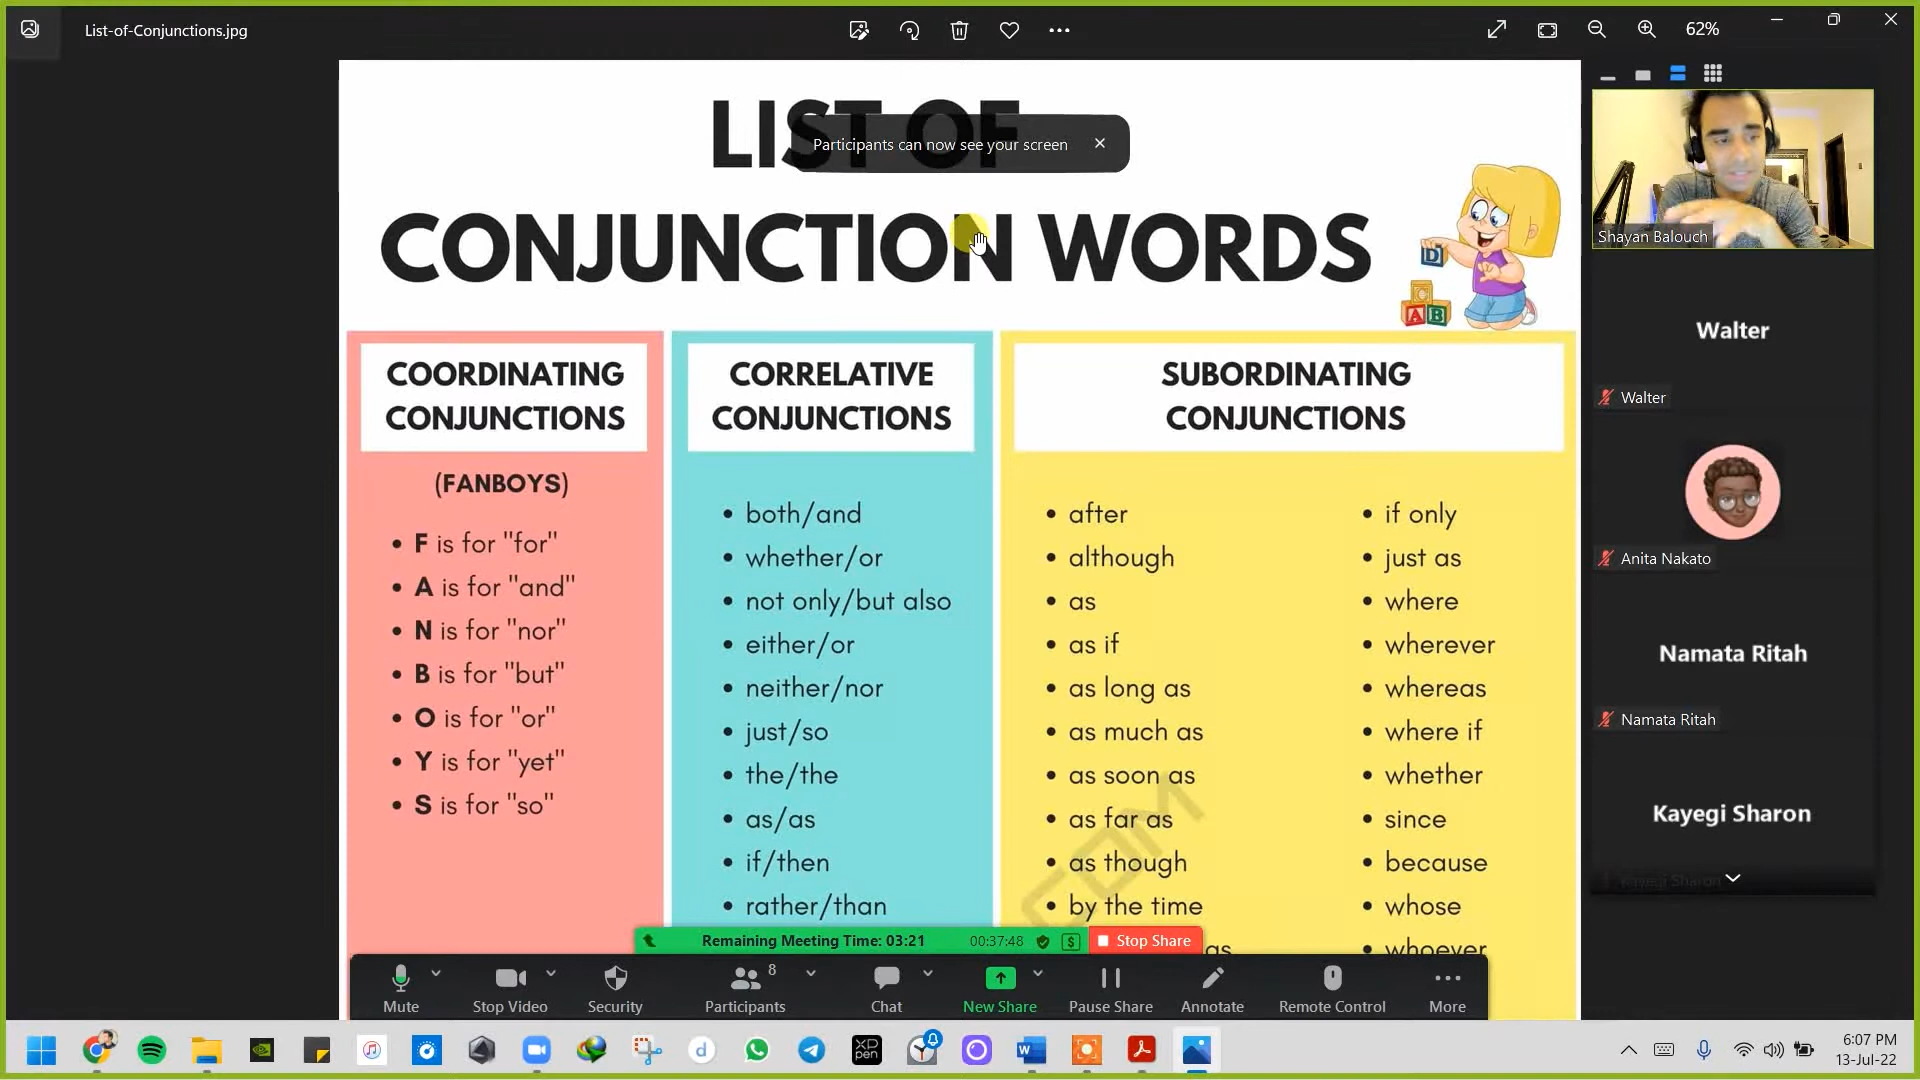 List-of-Conjunctions.jpg
62%
LIST OF
Participants can now see your screen
CONJUNCTION WORDS
D
C
A B
COORDINATING
CONJUNCTIONS
(FANBOYS)
F is for "for"
A is for "and"
N is for "nor"
B is for "but"
O is for "or"
Y is for "yet"
S is for "so"
CORRELATIVE
CONJUNCTIONS
both/and
whether/or
not only/but also
either/or
neither/nor
just/so
the/the
as/as
if/then
rather/than
SUBORDINATING
CONJUNCTIONS
after
although
as
as if
as long as
as much as
as soon as
as far as
as though
by the time
as
if only
just as
where
wherever
whereas
where if
whether
since
because
whose
whoever
COM
Shayan Balouch
Walter
Walter
Anita Nakato
Namata Ritah
Namata Ritah
Kayegi Sharon
Kayegi Sharon
Remaining Meeting Time: 03:21
00:37:48
$
Stop Share
Mute
Stop Video
Security
8
Participants
Chat
New Share
Pause Share
Annotate
Remote Control
More
d
XP
pen
W
6:07 PM
13-Jul-22